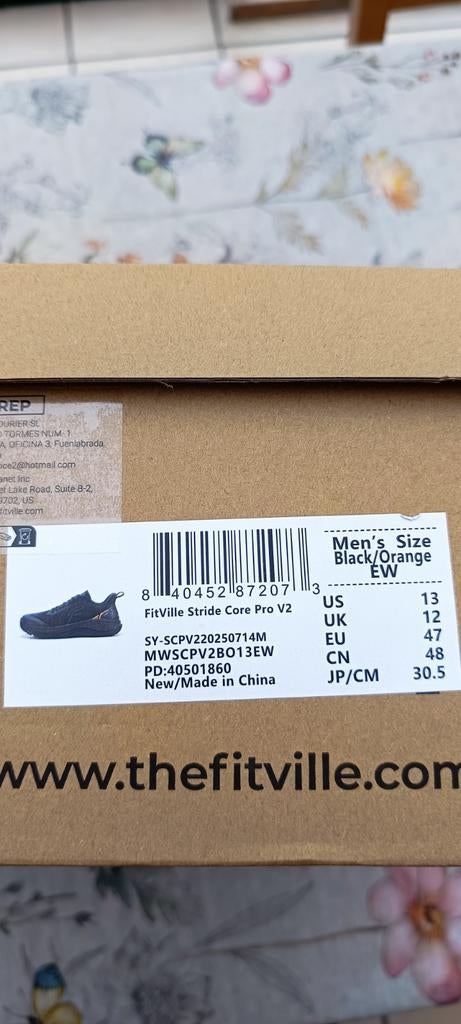 REP
OURIER SL
TORMES NUM. 1
OFICINA 3, Fuenlabrada,
ice2@hotmail.com
anet Inc
et Lake Road, Suite B-2,
9702, US
fitville.com
Men's Size
Black/Orange
EW
8 40452 87207 3
FitVille Stride Core Pro V2
SY-SCPV220250714M
MWSCPV2BO13EW
PD:40501860
New/Made in China
US 13
UK 12
EU 47
CN 48
JP/CM 30.5
www.thefitville.com